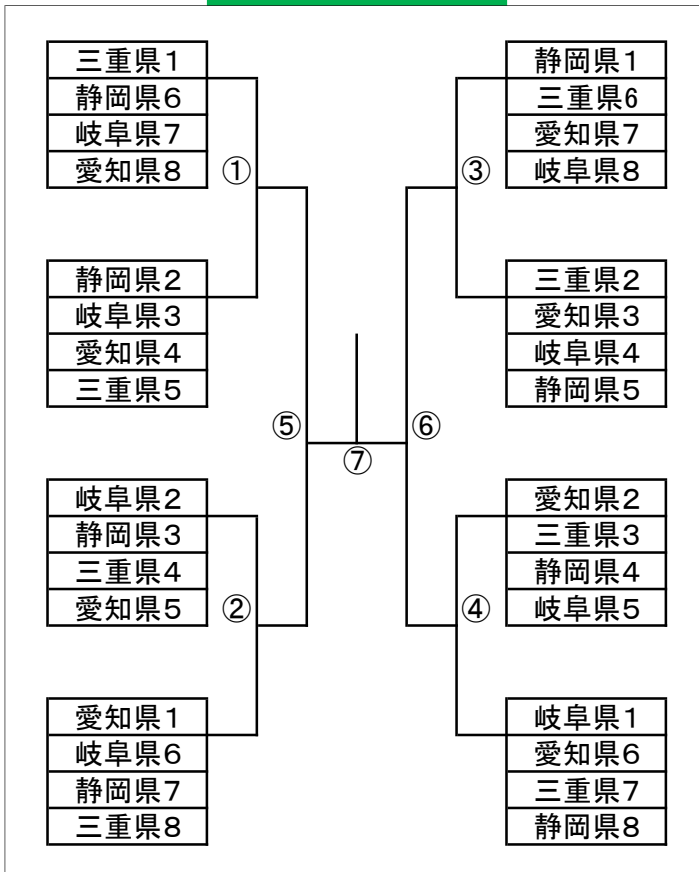 三重県１
静岡県６
岐阜県７
愛知県８
①
静岡県２
岐阜県３
愛知県４
三重県５
⑤
岐阜県２
静岡県３
三重県４
愛知県５
②
愛知県１
岐阜県６
静岡県７
三重県８
⑦
静岡県１
三重県６
愛知県７
岐阜県８
③
三重県２
愛知県３
岐阜県４
静岡県５
⑥
愛知県２
三重県３
静岡県４
岐阜県５
④
岐阜県１
愛知県６
三重県７
静岡県８